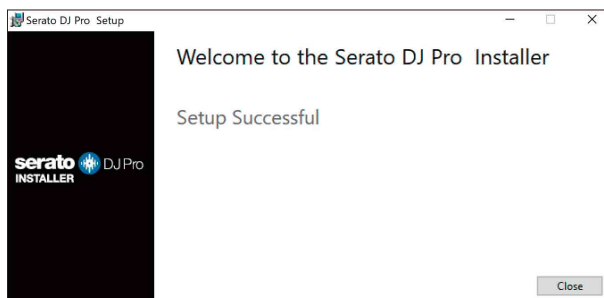 Serato DJ Pro Setup
Welcome to the Serato DJ Pro Installer
Setup Successful
serato DJ Pro
INSTALLER
Close